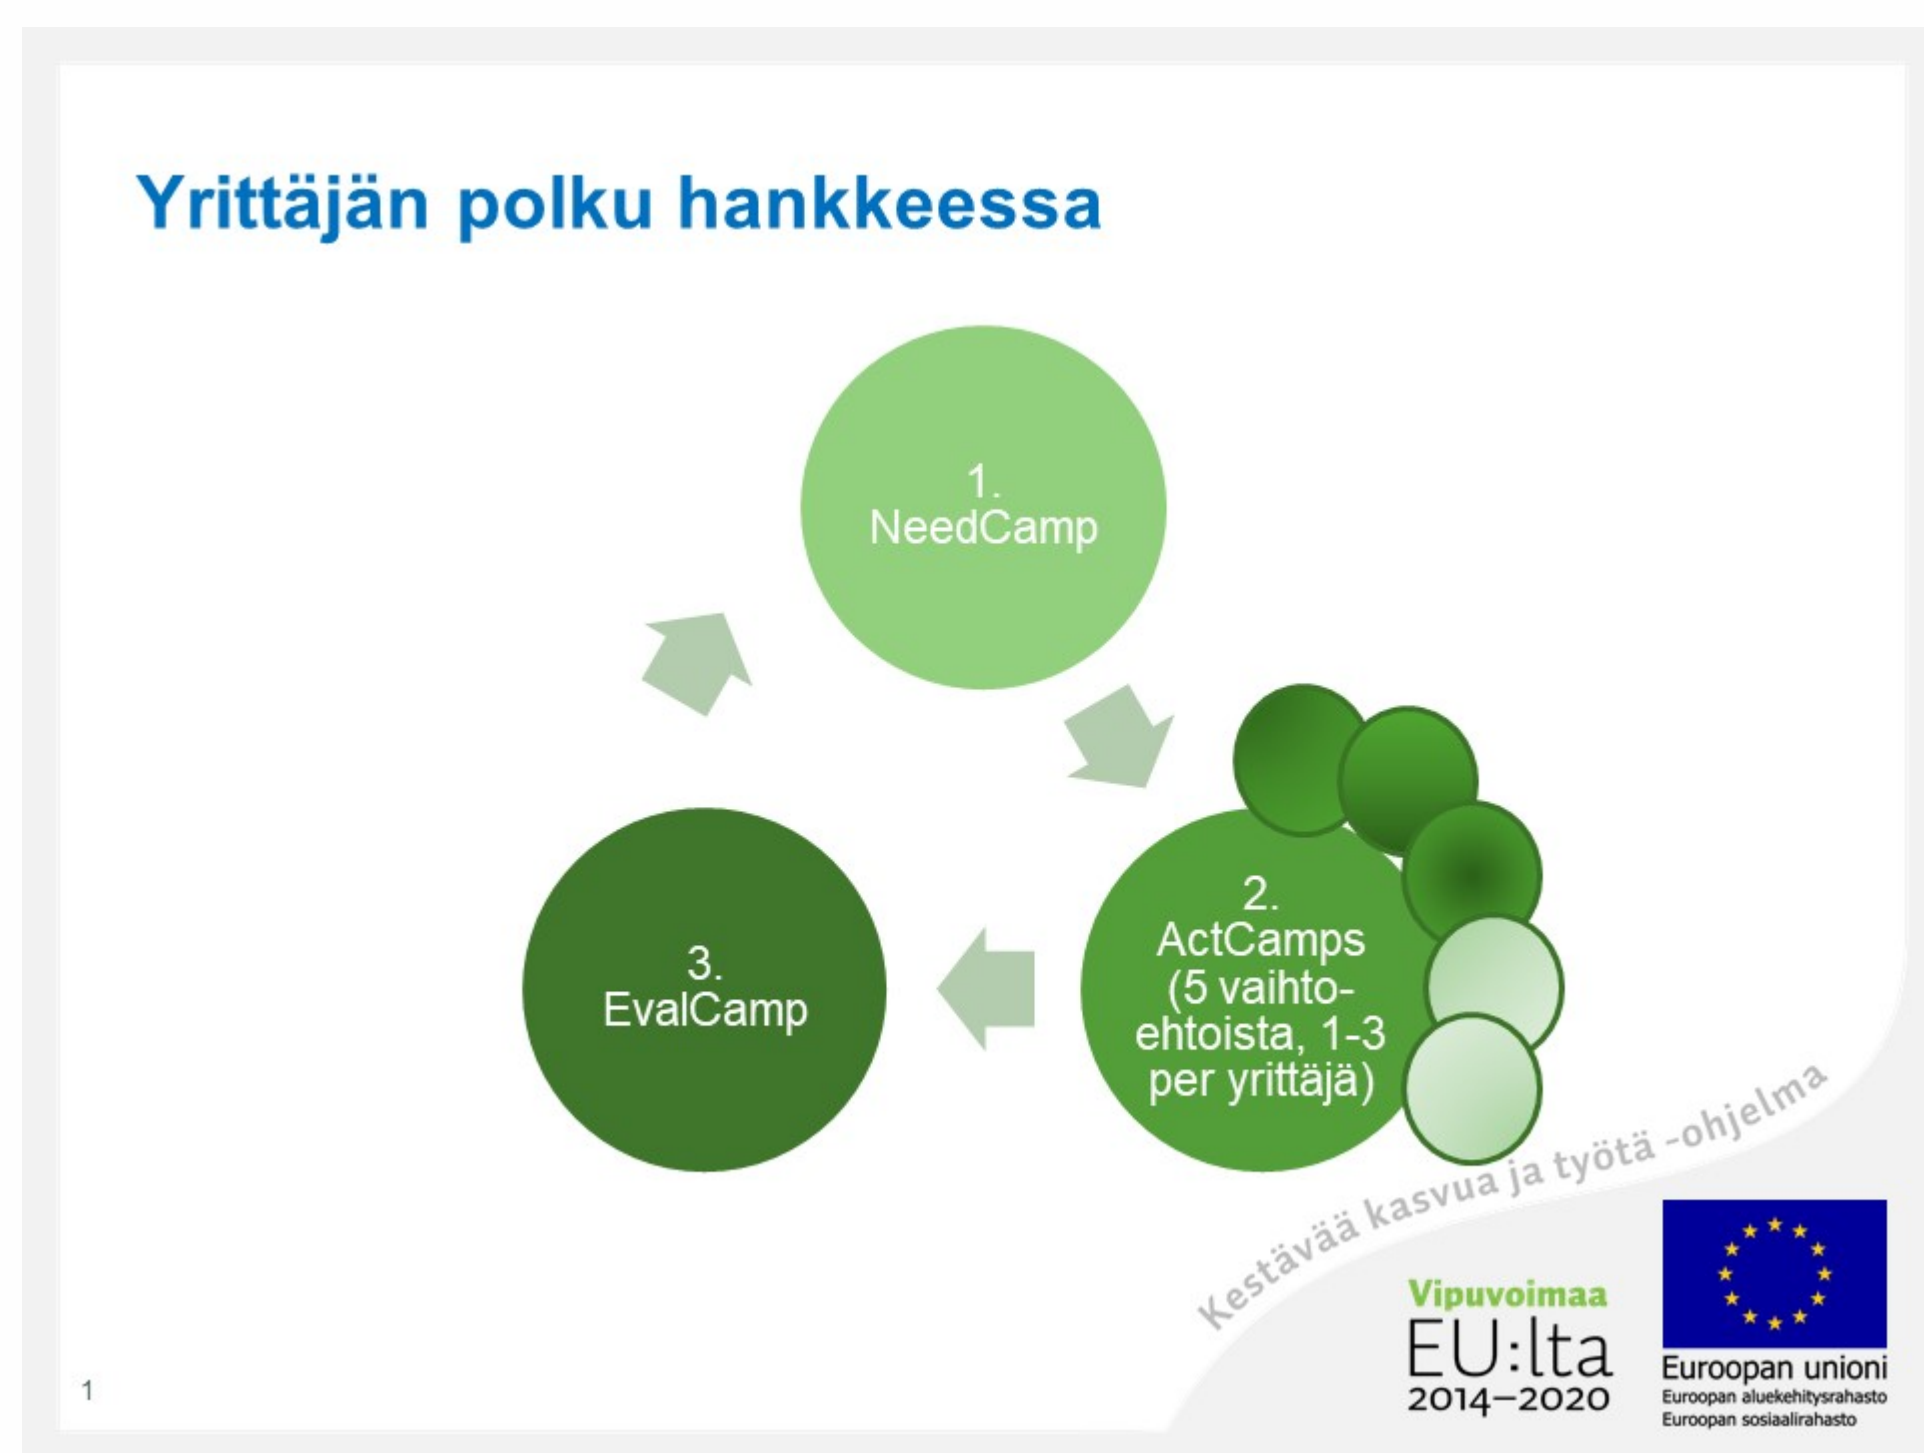 Yrittäjän polku hankkeessa
1.
NeedCamp
2.
ActCamps
(5 vaihto-
ehtoista, 1-3
per yrittäjä)
3.
EvalCamp
Kestävää kasvua ja työtä -ohjelma
Vipuvoimaa
EU:lta
2014–2020
Euroopan unioni
Euroopan aluekehitysrahasto
Euroopan sosiaalirahasto
1